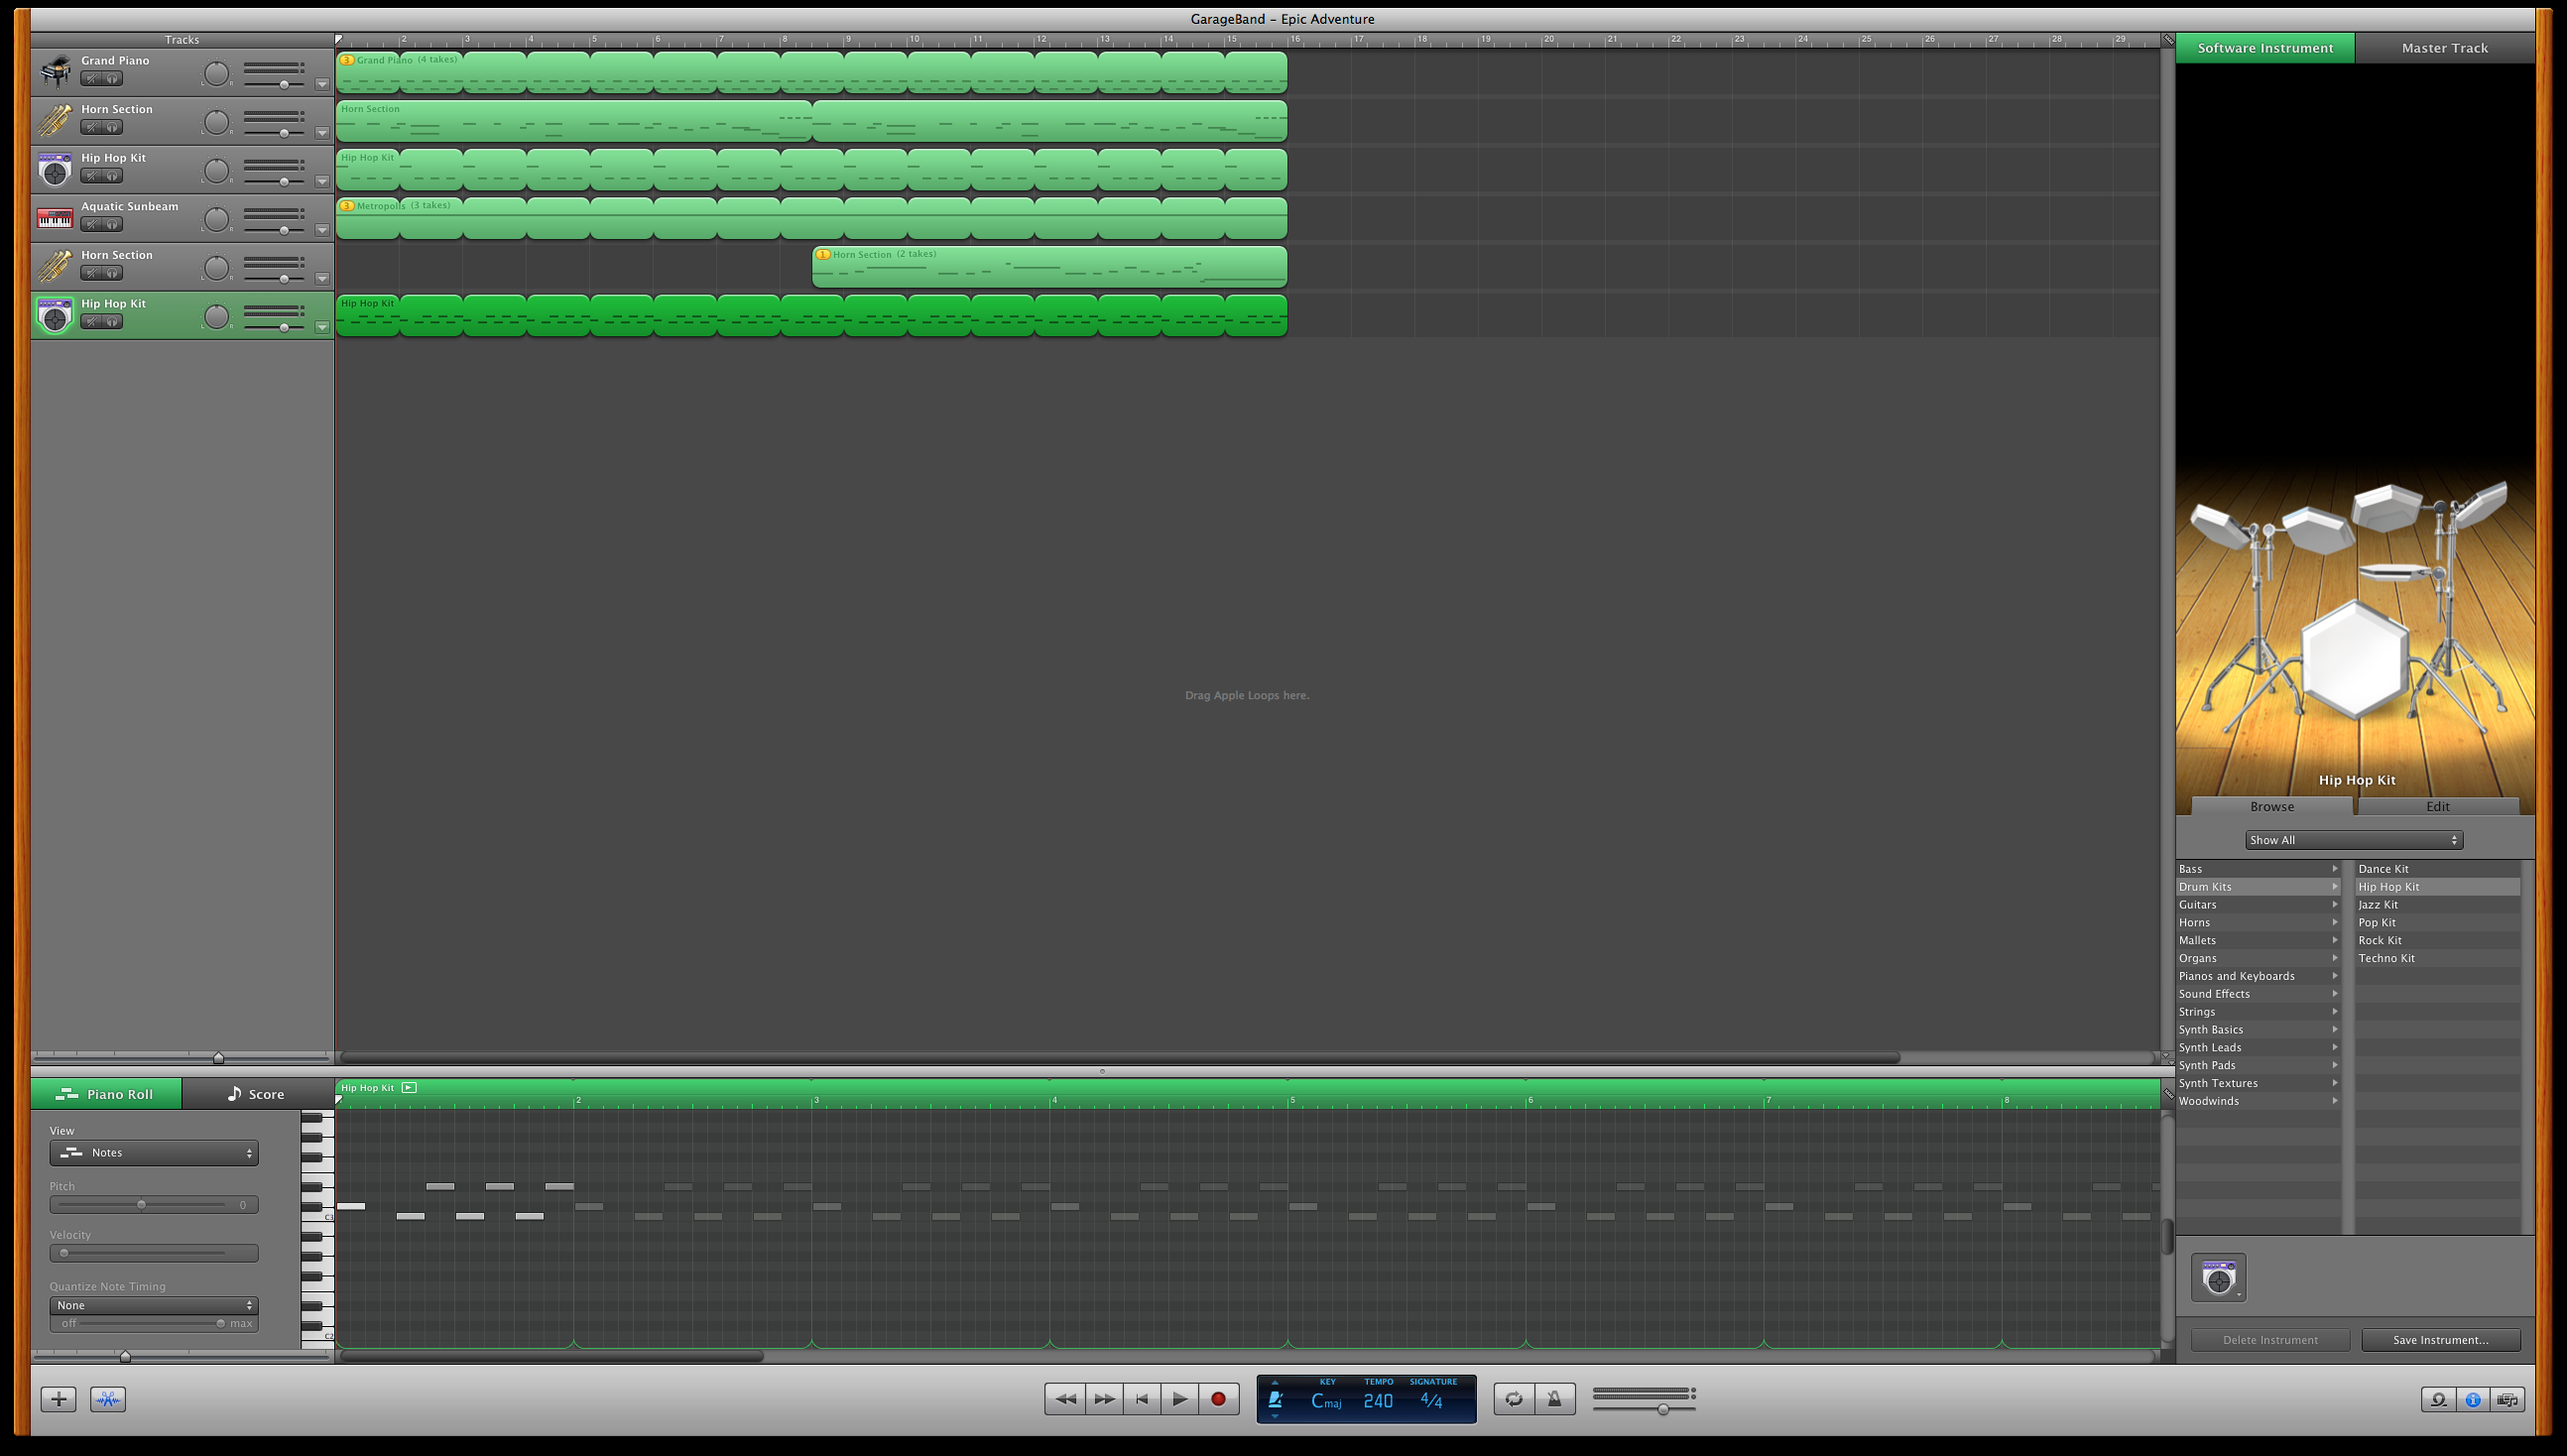 GarageBand – Epic Adventure
Tracks
2 3 4 5 6 7 8 9 10 11 12 13 14 15 16 17 18 19 20 21 22 23 24 25 26 27 28 29
Software Instrument
Master Track
Grand Piano
L R
3 Grand Piano (4 takes)
Horn Section
L R
Horn Section
Hip Hop Kit
L R
Hip Hop Kit
Aquatic Sunbeam
L R
3 Metropolis (3 takes)
Horn Section
L R
1 Horn Section (2 takes)
Hip Hop Kit
L R
Hip Hop Kit
Drag Apple Loops here.
Hip Hop Kit
Browse
Edit
Show All
Bass
Drum Kits
Guitars
Horns
Mallets
Organs
Pianos and Keyboards
Sound Effects
Strings
Synth Basics
Synth Leads
Synth Pads
Synth Textures
Woodwinds
Dance Kit
Hip Hop Kit
Jazz Kit
Pop Kit
Rock Kit
Techno Kit
Delete Instrument
Save Instrument...
Piano Roll
Score
Hip Hop Kit
2 3 4 5 6 7 8
View
Notes
Pitch
0
Velocity
Quantize Note Timing
None
off max
C3
C2
KEY TEMPO SIGNATURE
Cmaj 240 4/4